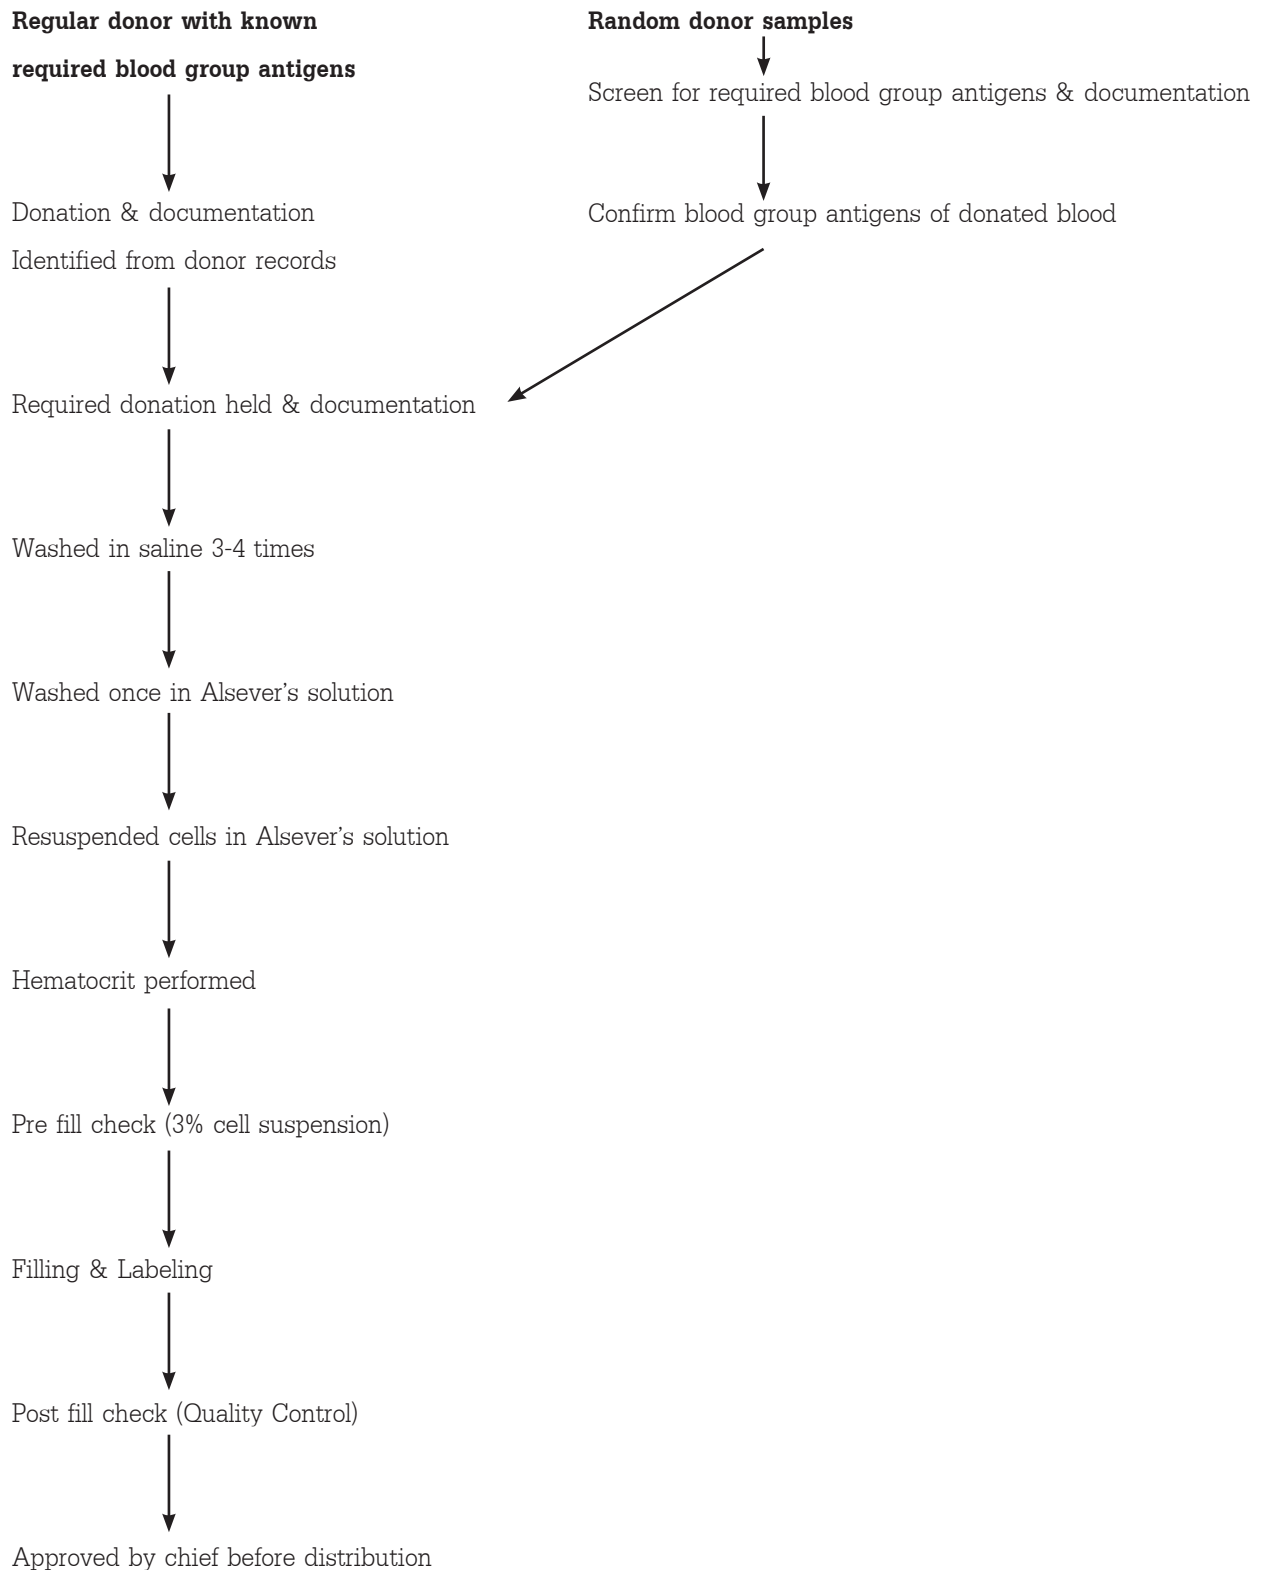 Regular donor with known
required blood group antigens
Random donor samples
Screen for required blood group antigens & documentation
Confirm blood group antigens of donated blood
Donation & documentation
Identified from donor records
Required donation held & documentation
Washed in saline 3-4 times
Washed once in Alsever’s solution
Resuspended cells in Alsever’s solution
Hematocrit performed
Pre fill check (3% cell suspension)
Filling & Labeling
Post fill check (Quality Control)
Approved by chief before distribution